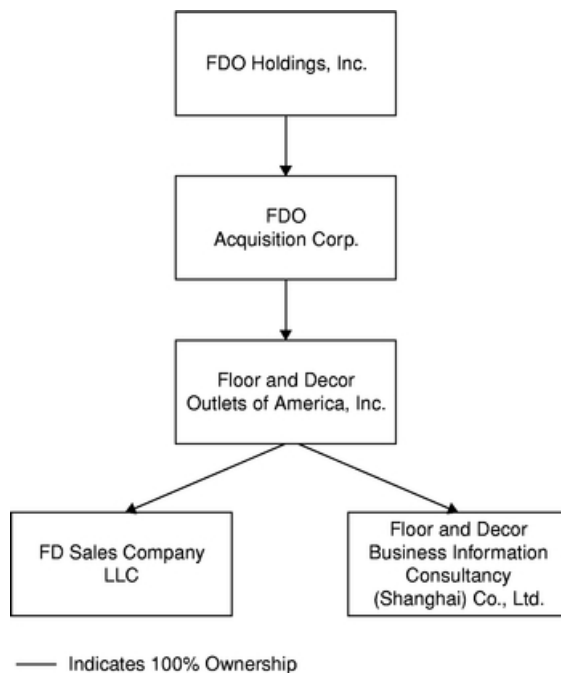 FDO Holdings, Inc.
FDO
Acquisition Corp.
Floor and Decor
Outlets of America, Inc.
FD Sales Company
LLC
Floor and Decor
Business Information
Consultancy
(Shanghai) Co., Ltd.
Indicates 100% Ownership